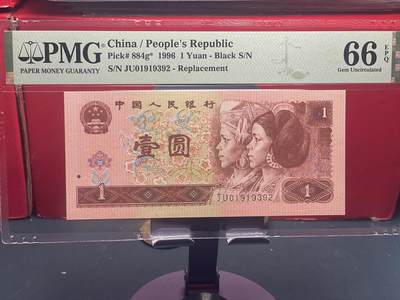 PMG
PAPER MONEY GUARANTY
China / People's Republic
Pick# 884g* 1996 1 Yuan - Black S/N
S/N JU01919392 - Replacement
66 EPQ
Gem Uncirculated
中国人民银行
1
壹圆
1
JU01919392
1